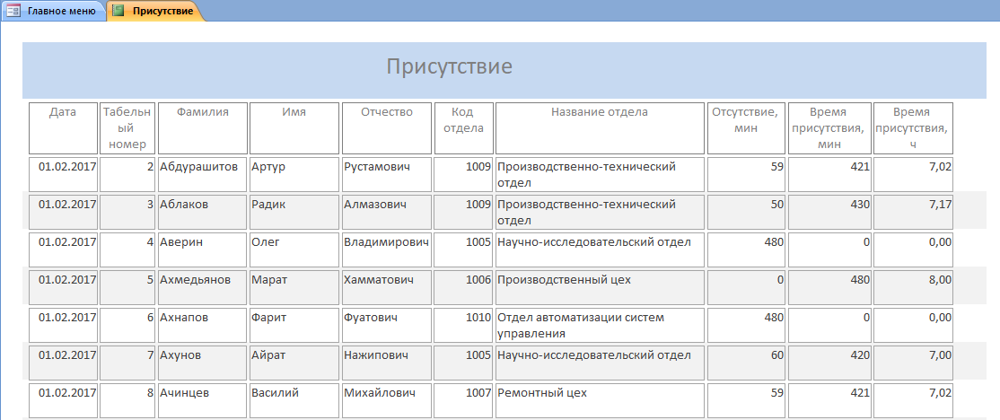 Главное меню Присутствие
Присутствие
Дата Табельн Фамилия Имя Отчество Код Название отдела Отсутствие, Время Время
ый отдела мин присутствия, присутствия,
номер мин ч
01.02.2017 2 Абдурашитов Артур Рустамович 1009 Производственно-технический 59 421 7,02
отдел
01.02.2017 3 Аблаков Радик Алмазович 1009 Производственно-технический 50 430 7,17
отдел
01.02.2017 4 Аверин Олег Владимирович 1005 Научно-исследовательский отдел 480 0 0,00
01.02.2017 5 Ахмедьянов Марат Хамматович 1006 Производственный цех 0 480 8,00
01.02.2017 6 Ахнапов Фарит Фуатович 1010 Отдел автоматизации систем 480 0 0,00
управления
01.02.2017 7 Ахунов Айрат Нажипович 1005 Научно-исследовательский отдел 60 420 7,00
01.02.2017 8 Ачинцев Василий Михайлович 1007 Ремонтный цех 59 421 7,02